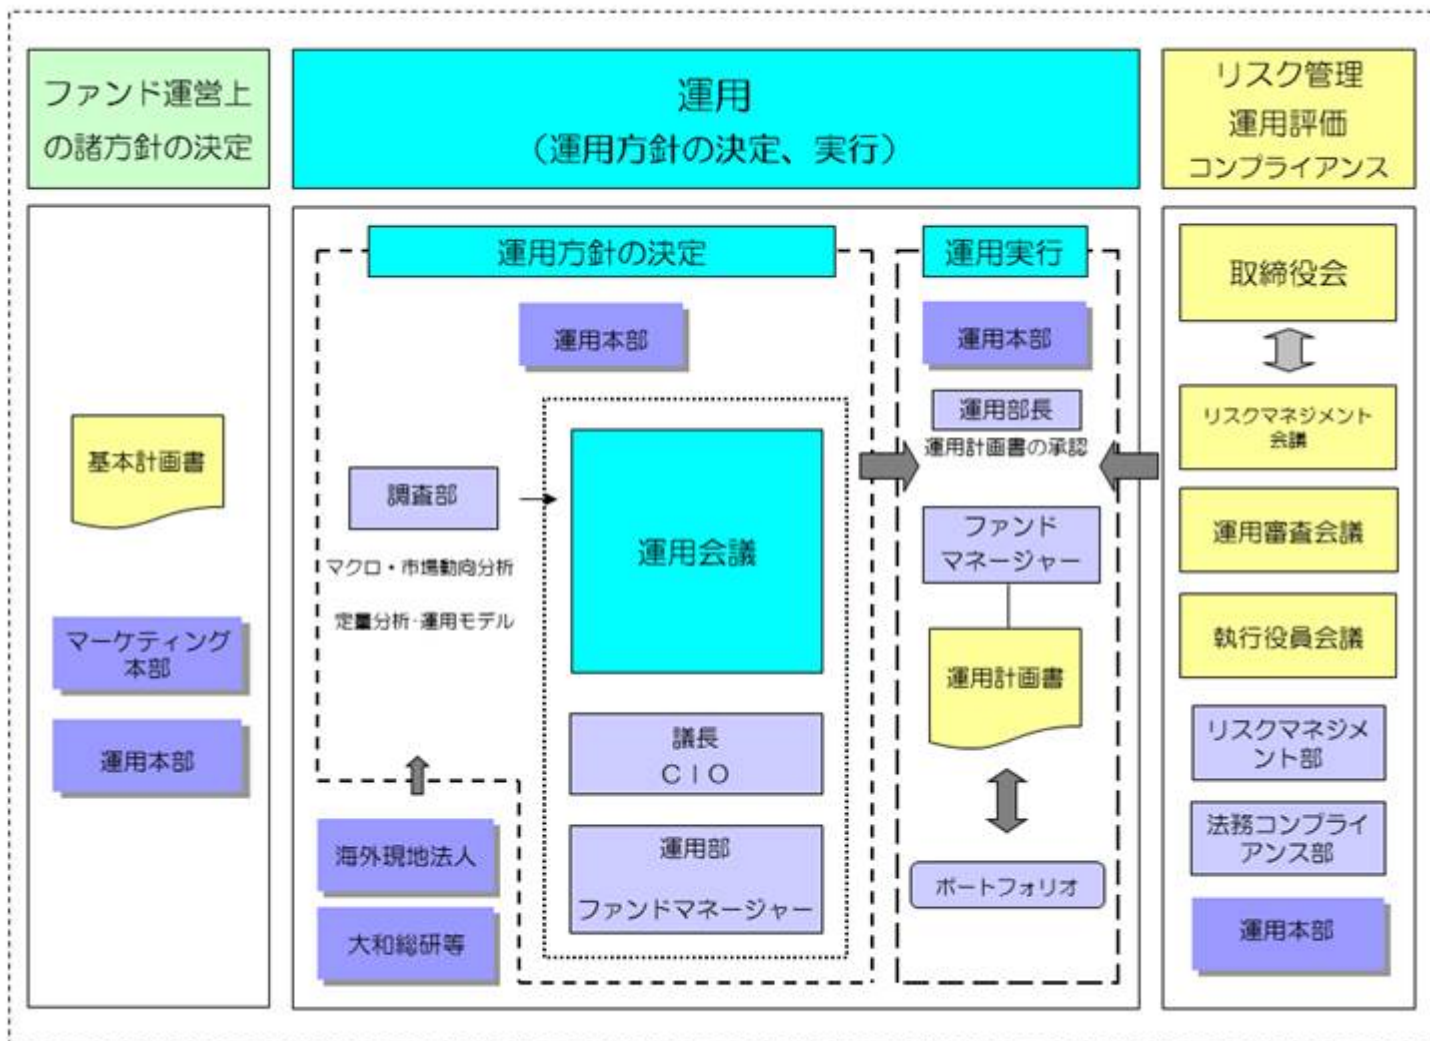 ファンド運営上
の諸方針の決定
運用
（運用方針の決定、実行）
リスク管理
運用評価
コンプライアンス
基本計画書
マーケティング
本部
運用本部
運用方針の決定
運用本部
調査部
マクロ・市場動向分析
定量分析・運用モデル
運用会議
議長
ＣＩＯ
運用部
ファンドマネージャー
海外現地法人
大和総研等
運用実行
運用本部
運用部長
運用計画書の承認
ファンド
マネージャー
運用計画書
ポートフォリオ
取締役会
リスクマネジメント
会議
運用審査会議
執行役員会議
リスクマネジメ
ント部
法務コンプライ
アンス部
運用本部